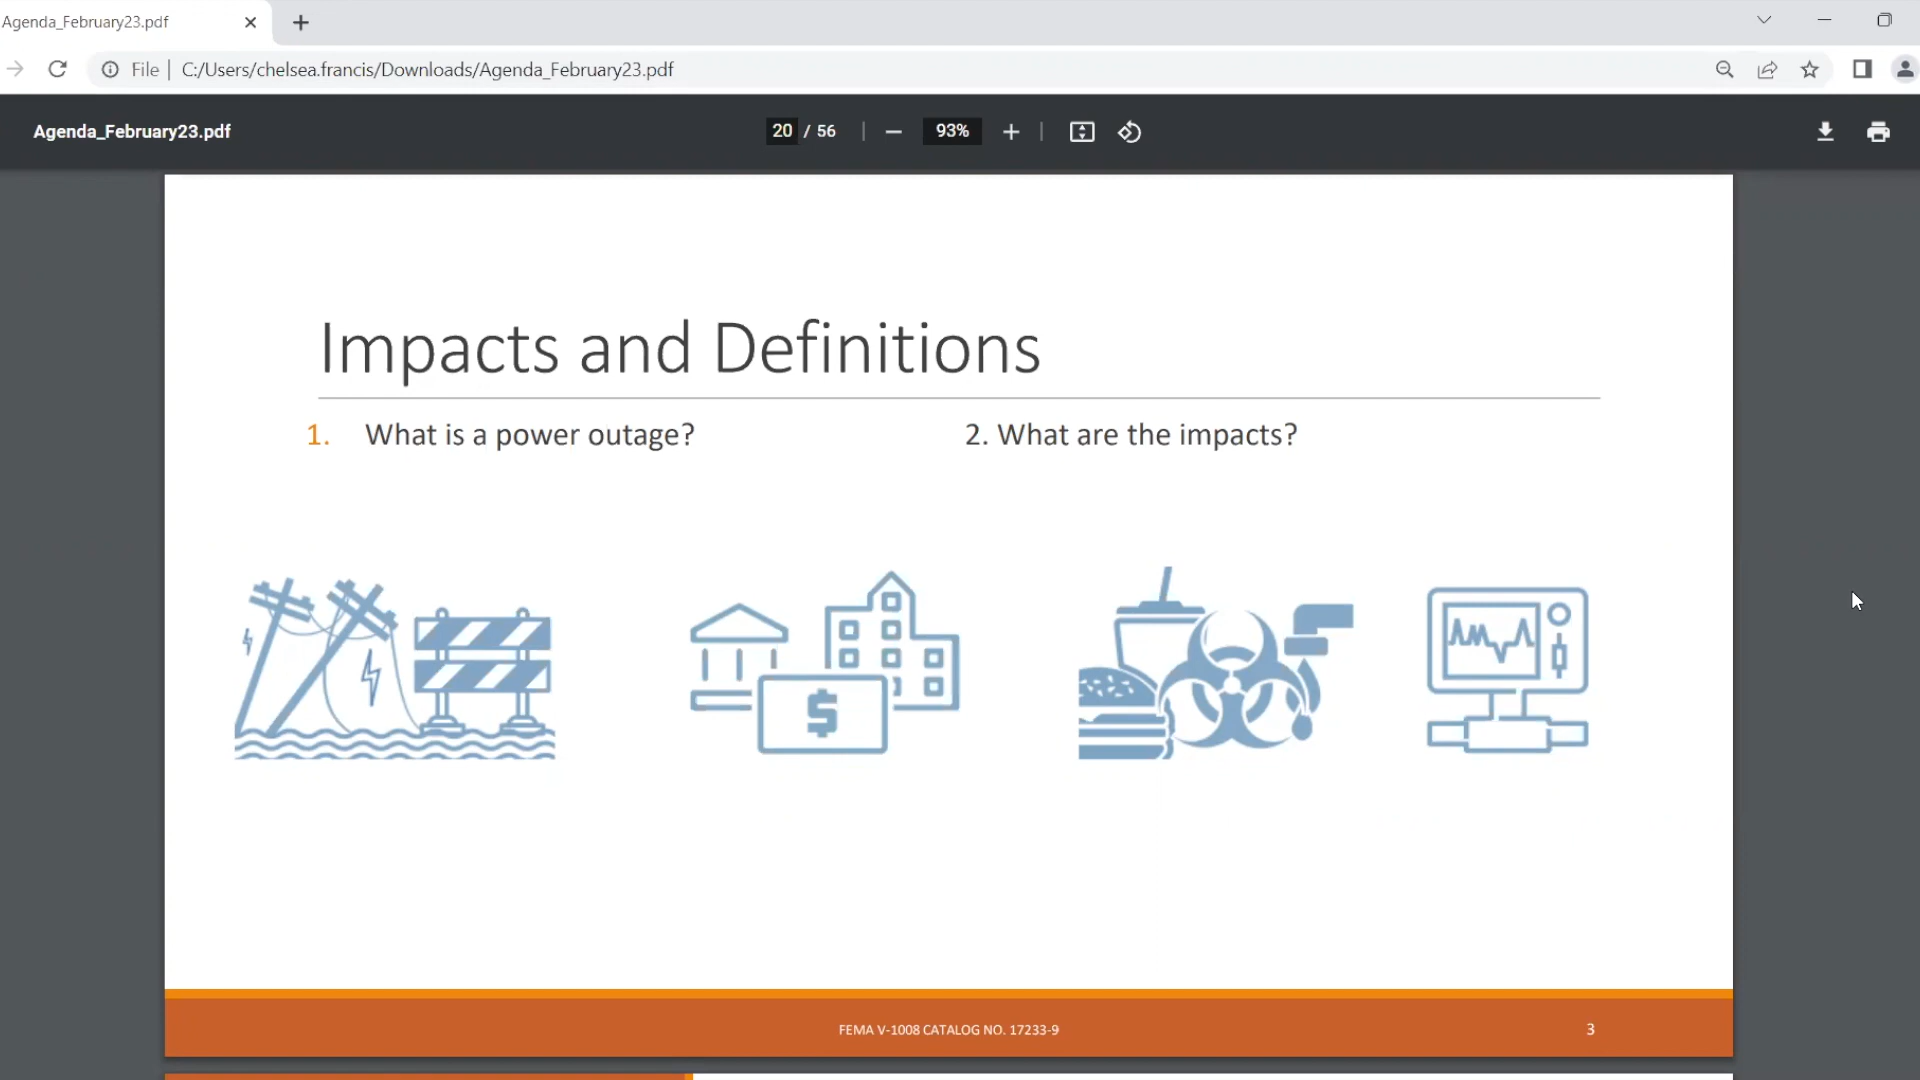 Agenda_February23.pdf
File | C:/Users/chelsea.francis/Downloads/Agenda_February23.pdf
Agenda_February23.pdf
20 / 56
93%
Impacts and Definitions
1. What is a power outage?
2. What are the impacts?
$
FEMA V-1008 CATALOG NO. 17233-9
3